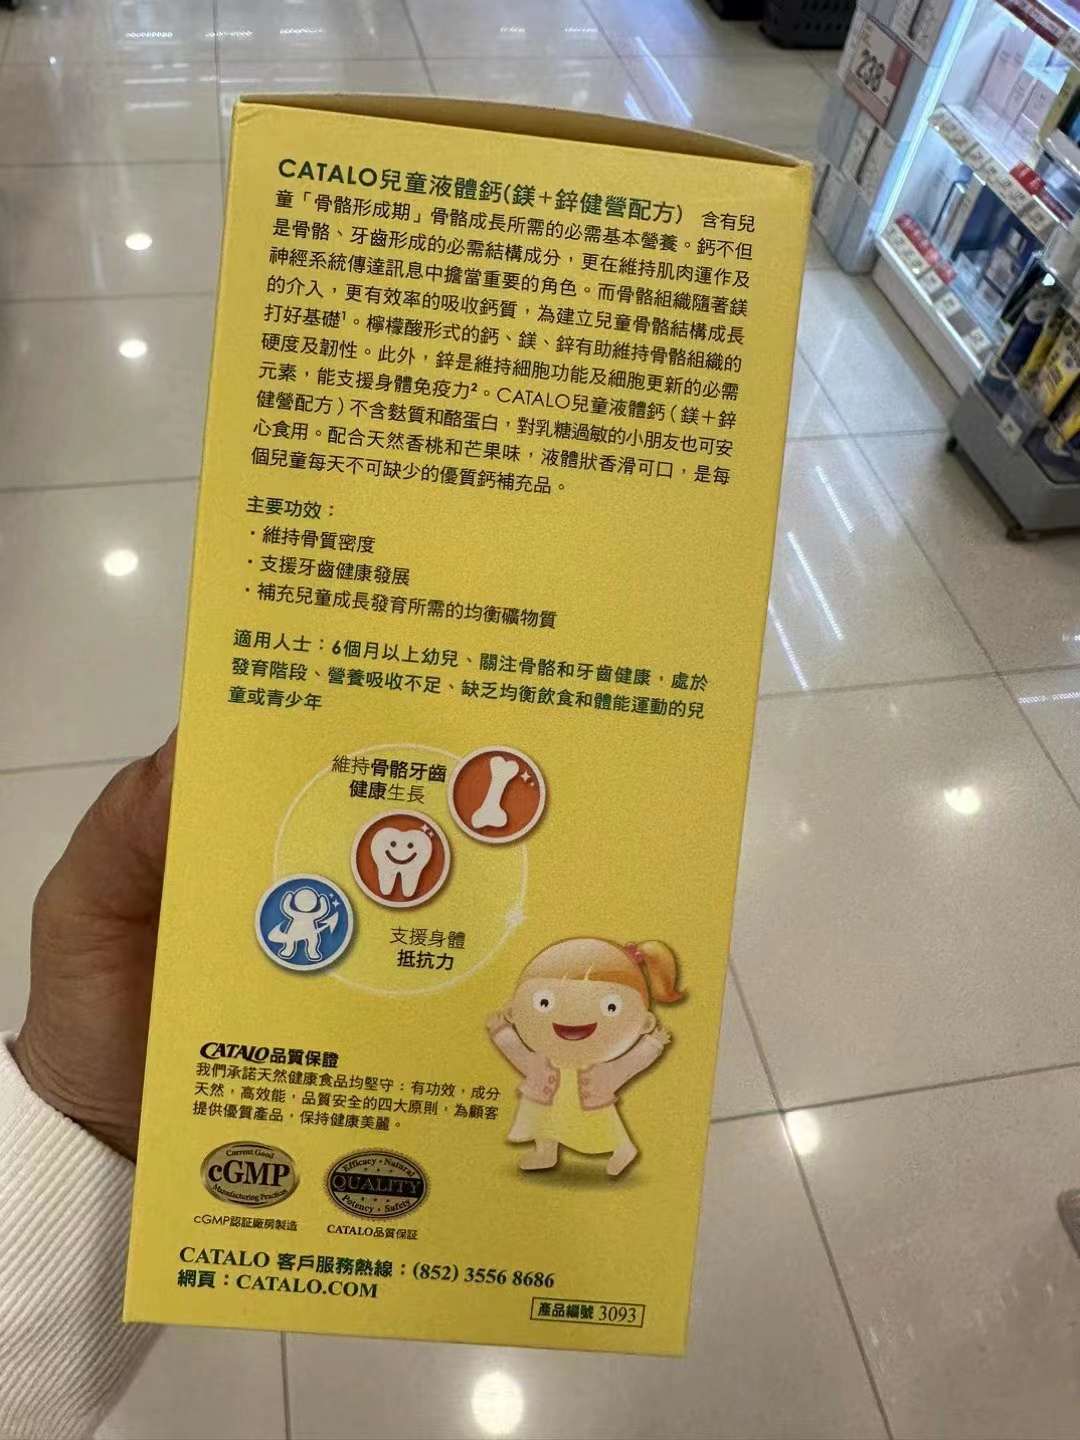 CATALO兒童液體鈣(鎂＋鋅健營配方) 含有兒
童「骨骼形成期」骨骼成長所需的必需基本營養。鈣不但
是骨骼、牙齒形成的必需結構成分，更在維持肌肉運作及
神經系統傳達訊息中擔當重要的角色。而骨骼組織隨著鎂
的介入，更有效率的吸收鈣質，為建立兒童骨骼結構成長
打好基礎¹。檸檬酸形式的鈣、鎂、鋅有助維持骨骼組織的
硬度及韌性。此外，鋅是維持細胞功能及細胞更新的必需
元素，能支援身體免疫力²。CATALO兒童液體鈣(鎂＋鋅
健營配方)不含麩質和酪蛋白，對乳糖過敏的小朋友也可安
心食用。配合天然香桃和芒果味，液體狀香滑可口，是每
個兒童每天不可缺少的優質鈣補充品。
主要功效：
・維持骨質密度
・支援牙齒健康發展
・補充兒童成長發育所需的均衡礦物質
適用人士：6個月以上幼兒、關注骨骼和牙齒健康，處於
發育階段、營養吸收不足、缺乏均衡飲食和體能運動的兒
童或青少年
維持骨骼牙齒
健康生長
支援身體
抵抗力
CATALO品質保證
我們承諾天然健康食品均堅守：有功效，成分
天然，高效能，品質安全的四大原則，為顧客
提供優質產品，保持健康美麗。
Current Good
cGMP
Manufacturing Practices
cGMP認証廠房製造
Efficacy・Natural
QUALITY
Potency・Safety
CATALO品質保証
CATALO 客戶服務熱線：(852) 3556 8686
網頁：CATALO.COM
產品編號 3093
238